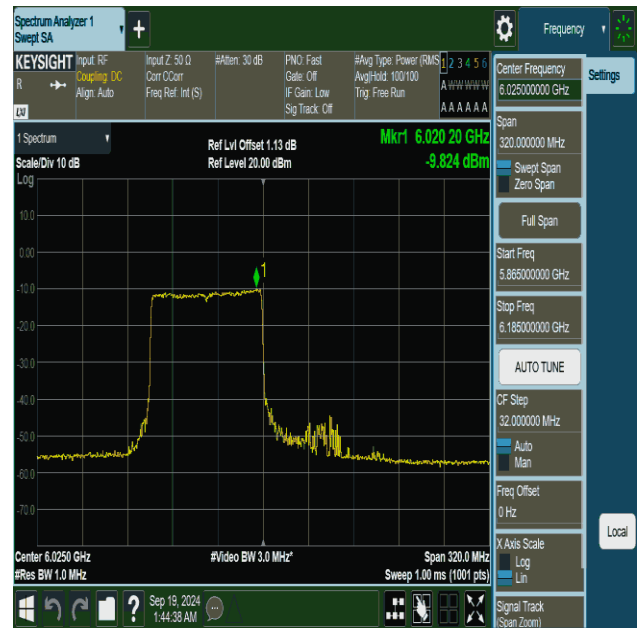 Spectrum Analyzer 1
Swept SA
+
Frequency
KEYSIGHT
R
LXI
Input: RF
Coupling: DC
Align: Auto
Input Z: 50 Ω
Corr CCorr
Freq Ref: Int (S)
#Atten: 30 dB
PNO: Fast
Gate: Off
IF Gain: Low
Sig Track: Off
#Avg Type: Power (RMS
Avg|Hold: 100/100
Trig: Free Run
1 2 3 4 5 6
A W W W W W
A A A A A A
1 Spectrum
Scale/Div 10 dB
Ref Lvl Offset 1.13 dB
Ref Level 20.00 dBm
Mkr1 6.020 20 GHz
-9.824 dBm
Log
10.0
0.00
-10.0
-20.0
-30.0
-40.0
-50.0
-60.0
-70.0
1
Center 6.0250 GHz
#Res BW 1.0 MHz
#Video BW 3.0 MHz*
Span 320.0 MHz
Sweep 1.00 ms (1001 pts)
Center Frequency
6.025000000 GHz
Settings
Span
320.000000 MHz
Swept Span
Zero Span
Full Span
Start Freq
5.865000000 GHz
Stop Freq
6.185000000 GHz
AUTO TUNE
CF Step
32.000000 MHz
Auto
Man
Freq Offset
0 Hz
X Axis Scale
Log
Lin
Local
Signal Track
(Span Zoom)
?
Sep 19, 2024
1:44:38 AM